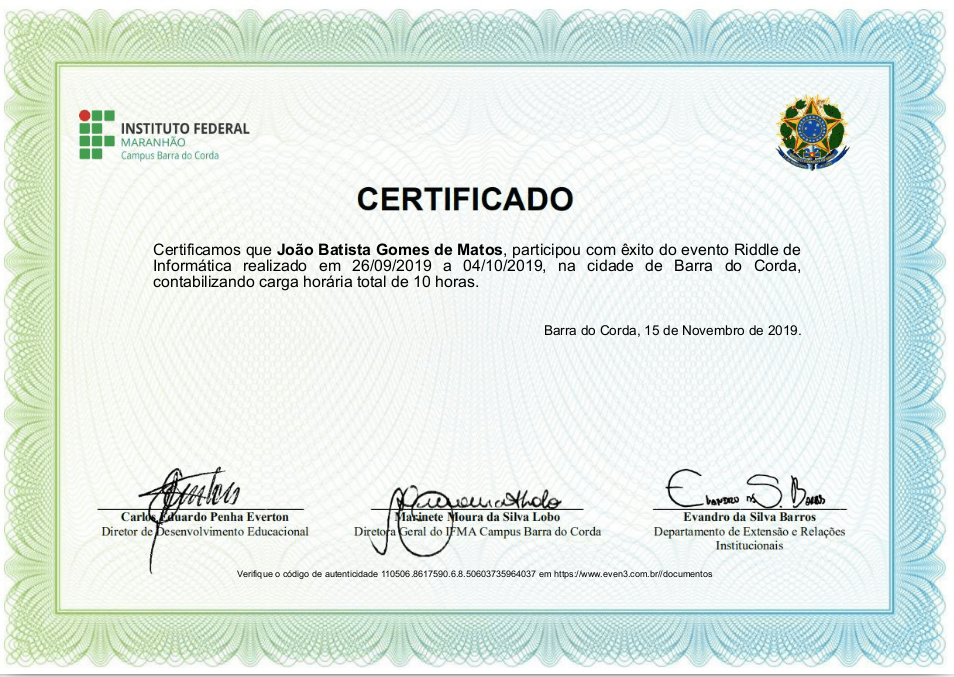 INSTITUTO FEDERAL
MARANHÃO
Campus Barra do Corda
CERTIFICADO
Certificamos que João Batista Gomes de Matos, participou com êxito do evento Riddle de
Informática realizado em 26/09/2019 a 04/10/2019, na cidade de Barra do Corda,
contabilizando carga horária total de 10 horas.
Barra do Corda, 15 de Novembro de 2019.
Carlos Eduardo Penha Everton
Diretor de Desenvolvimento Educacional
Marinete Moura da Silva Lobo
Diretora Geral do IFMA Campus Barra do Corda
Evandro da S. Barros
Evandro da Silva Barros
Departamento de Extensão e Relações
Institucionais
Verifique o código de autenticidade 110506.8617590.6.8.50603735964037 em https://www.even3.com.br//documentos